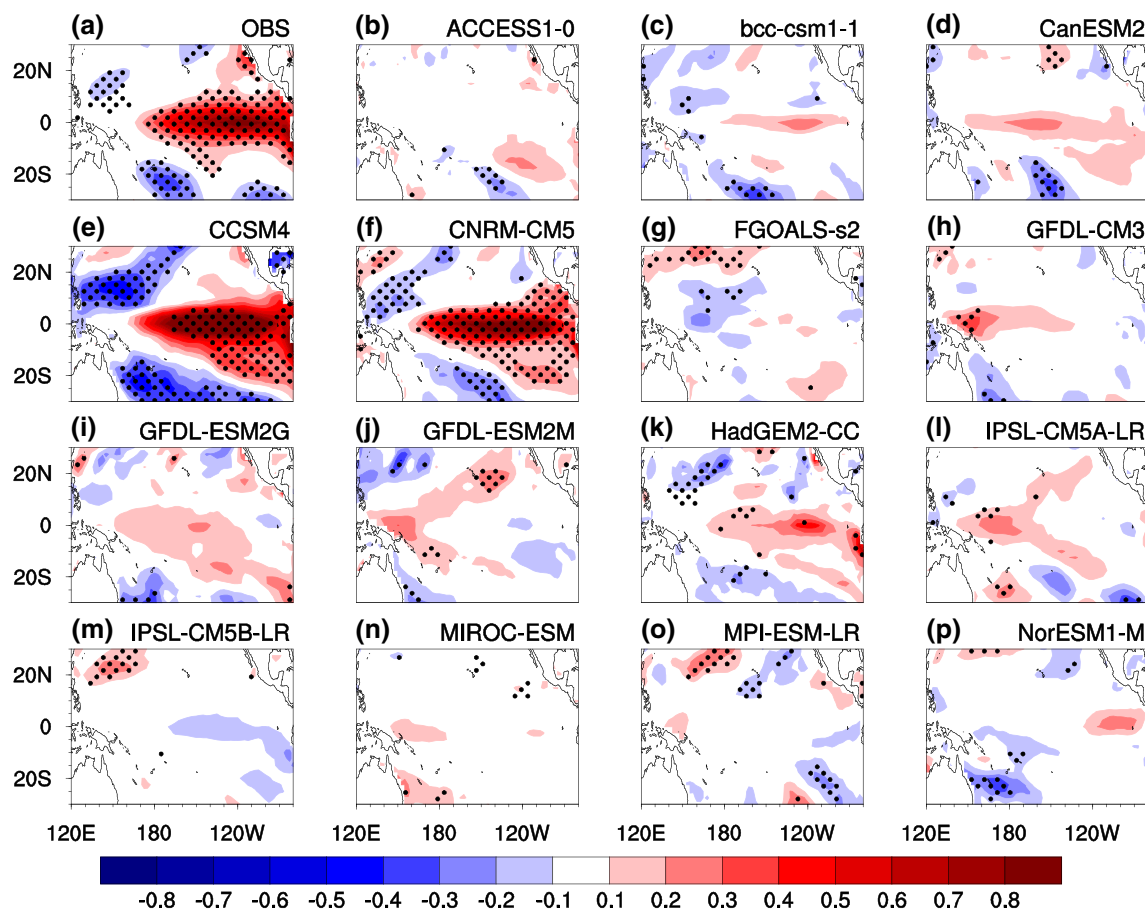 (a) OBS (b) ACCESS1-0 (c) bcc-csm1-1 (d) CanESM2
20N
0
20S
(e) CCSM4 (f) CNRM-CM5 (g) FGOALS-s2 (h) GFDL-CM3
20N
0
20S
(i) GFDL-ESM2G (j) GFDL-ESM2M (k) HadGEM2-CC (l) IPSL-CM5A-LR
20N
0
20S
(m) IPSL-CM5B-LR (n) MIROC-ESM (o) MPI-ESM-LR (p) NorESM1-M
20N
0
20S
120E 180 120W 120E 180 120W 120E 180 120W 120E 180 120W
-0.8 -0.7 -0.5 -0.4 -0.3 -0.2 -0.1 0.1 0.2 0.3 0.4 0.5 0.6 0.7 0.8